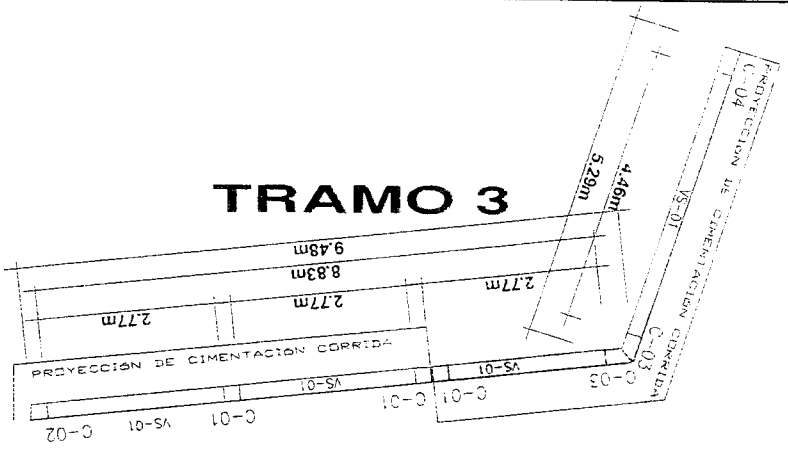 TRAMO 3
5.29m
4.46m
PROYECCION DE CIMENTACION CORRIDA
C-04
VS-01
C-03
9.48m
8.83m
2.77m
2.77m
2.77m
PROYECCION DE CIMENTACION CORRIDA
C-02
VS-01
C-01
VS-01
C-01
C-01
VS-01
C-03